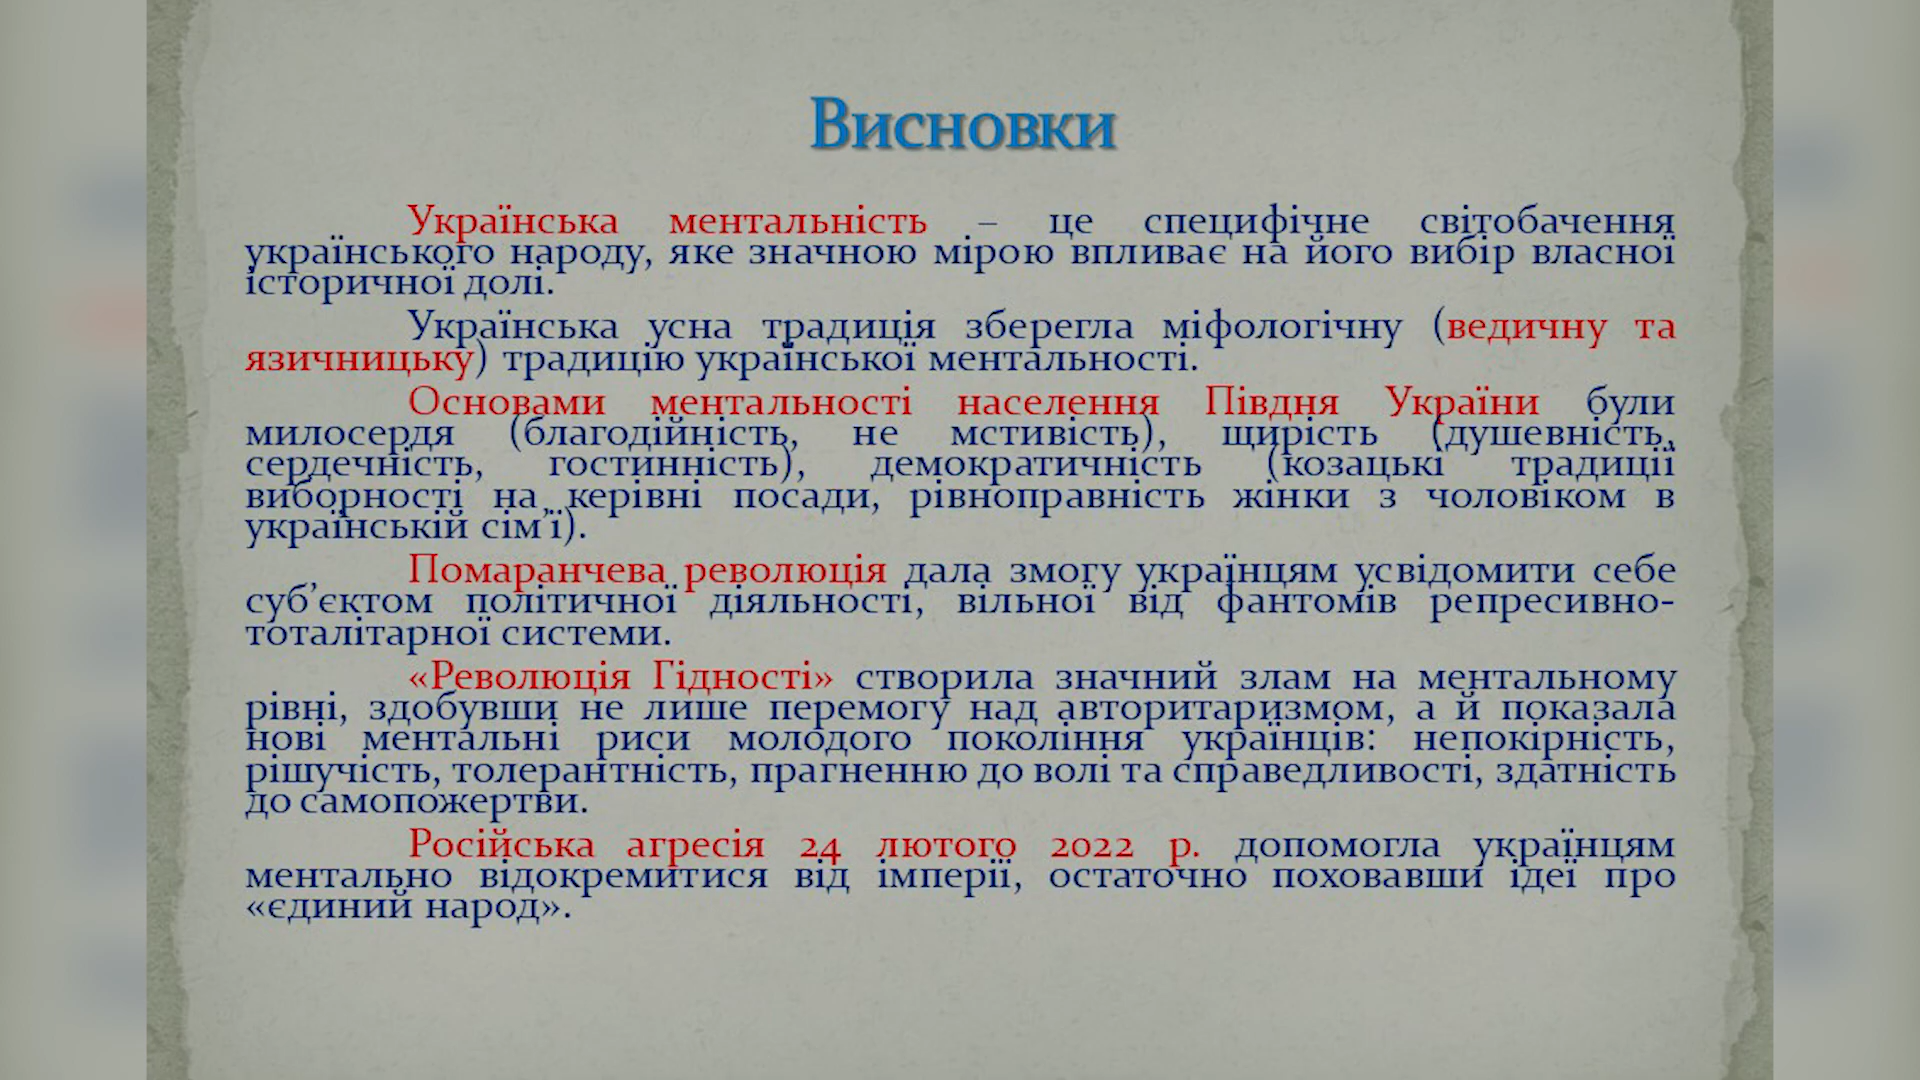 Висновки
Українська ментальність – це специфічне світобачення
українського народу, яке значною мірою впливає на його вибір власної
історичної долі.
Українська усна традиція зберегла міфологічну (ведичну та
язичницьку) традицію української ментальності.
Основами ментальності населення Півдня України були
милосердя (благодійність, не мстивість), щирість (душевність,
сердечність, гостинність), демократичність (козацькі традиції
виборності на керівні посади, рівноправність жінки з чоловіком в
українській сім’ї).
Помаранчева революція дала змогу українцям усвідомити себе
суб’єктом політичної діяльності, вільної від фантомів репресивно-
тоталітарної системи.
«Революція Гідності» створила значний злам на ментальному
рівні, здобувши не лише перемогу над авторитаризмом, а й показала
нові ментальні риси молодого покоління українців: непокірність,
рішучість, толерантність, прагненню до волі та справедливості, здатність
до самопожертви.
Російська агресія 24 лютого 2022 р. допомогла українцям
ментально відокремитися від імперії, остаточно поховавши ідеї про
«єдиний народ».